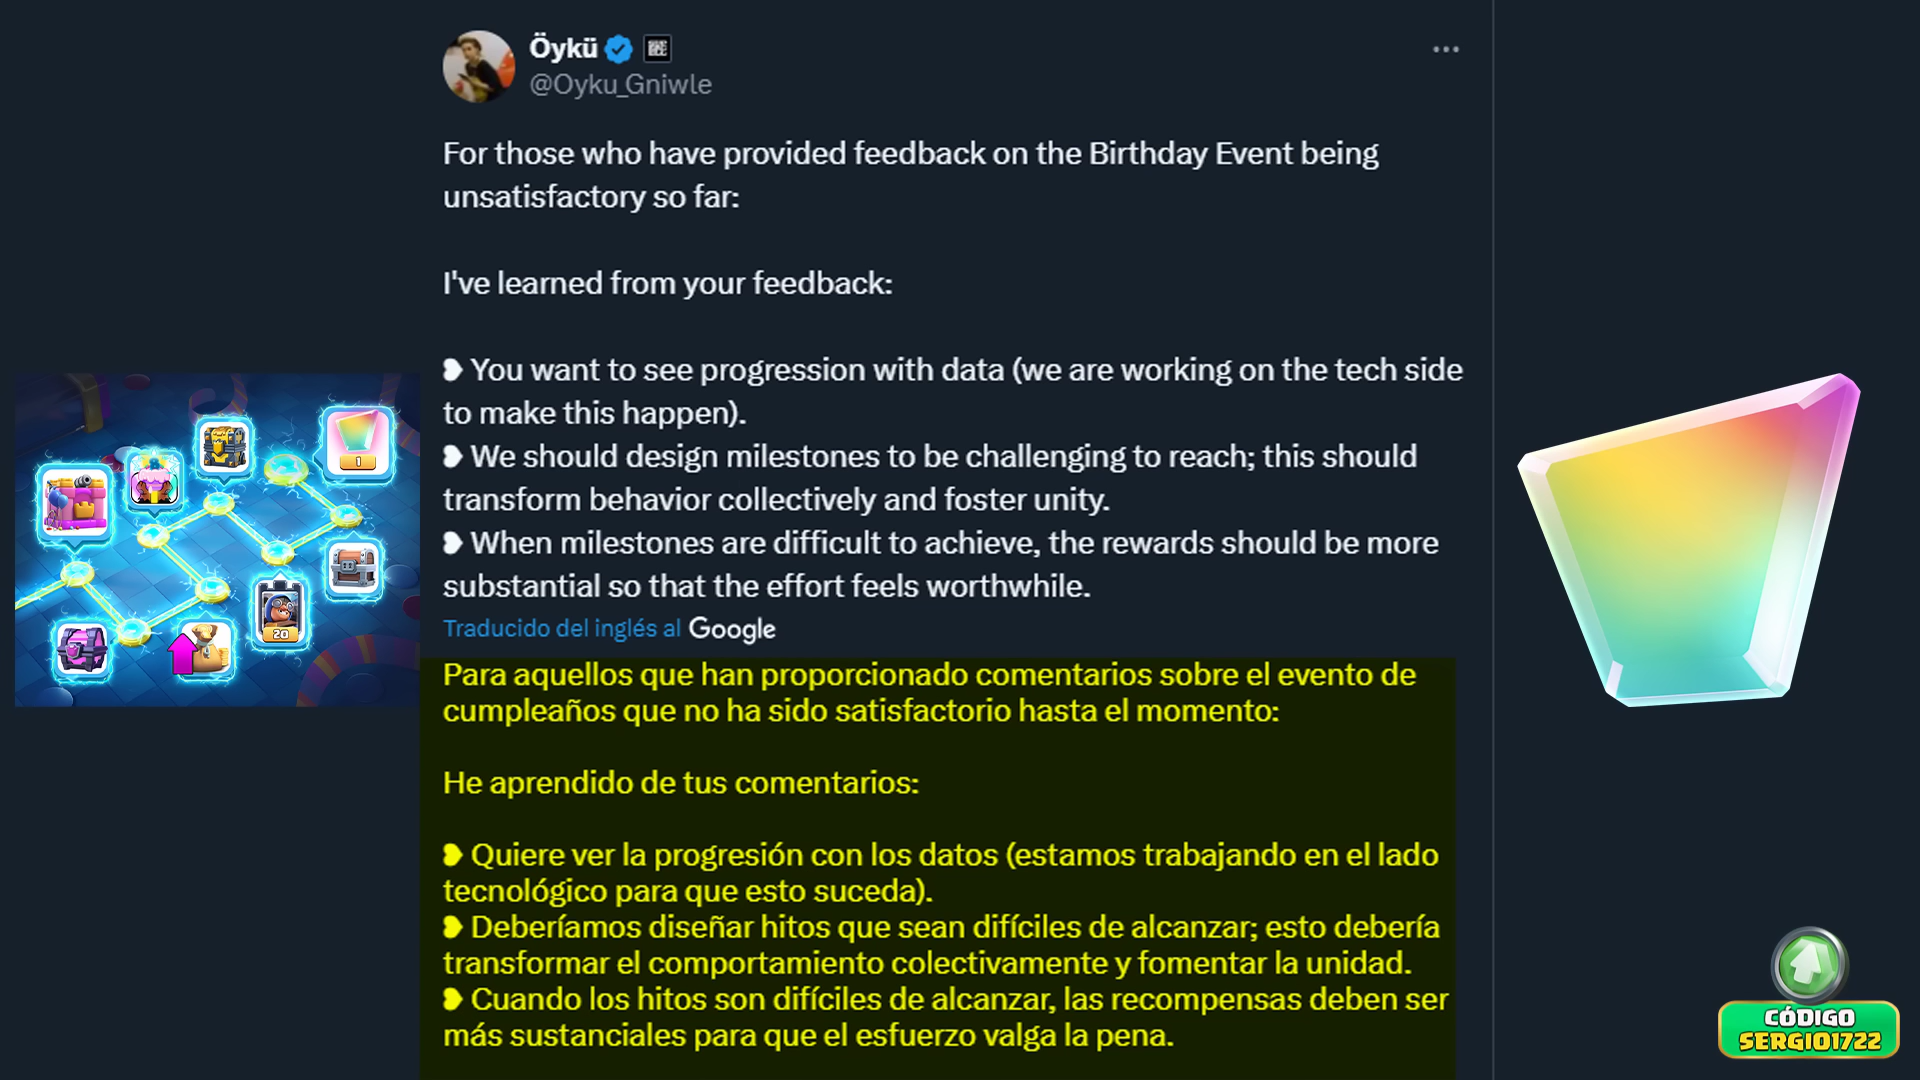 Öykü
@Oyku_Gniwle
For those who have provided feedback on the Birthday Event being
unsatisfactory so far:
I've learned from your feedback:
❥ You want to see progression with data (we are working on the tech side
to make this happen).
❥ We should design milestones to be challenging to reach; this should
transform behavior collectively and foster unity.
❥ When milestones are difficult to achieve, the rewards should be more
substantial so that the effort feels worthwhile.
Traducido del inglés al Google
Para aquellos que han proporcionado comentarios sobre el evento de
cumpleaños que no ha sido satisfactorio hasta el momento:
He aprendido de tus comentarios:
❥ Quiere ver la progresión con los datos (estamos trabajando en el lado
tecnológico para que esto suceda).
❥ Deberíamos diseñar hitos que sean difíciles de alcanzar; esto debería
transformar el comportamiento colectivamente y fomentar la unidad.
❥ Cuando los hitos son difíciles de alcanzar, las recompensas deben ser
más sustanciales para que el esfuerzo valga la pena.
1
20
CÓDIGO
SERGIO1722